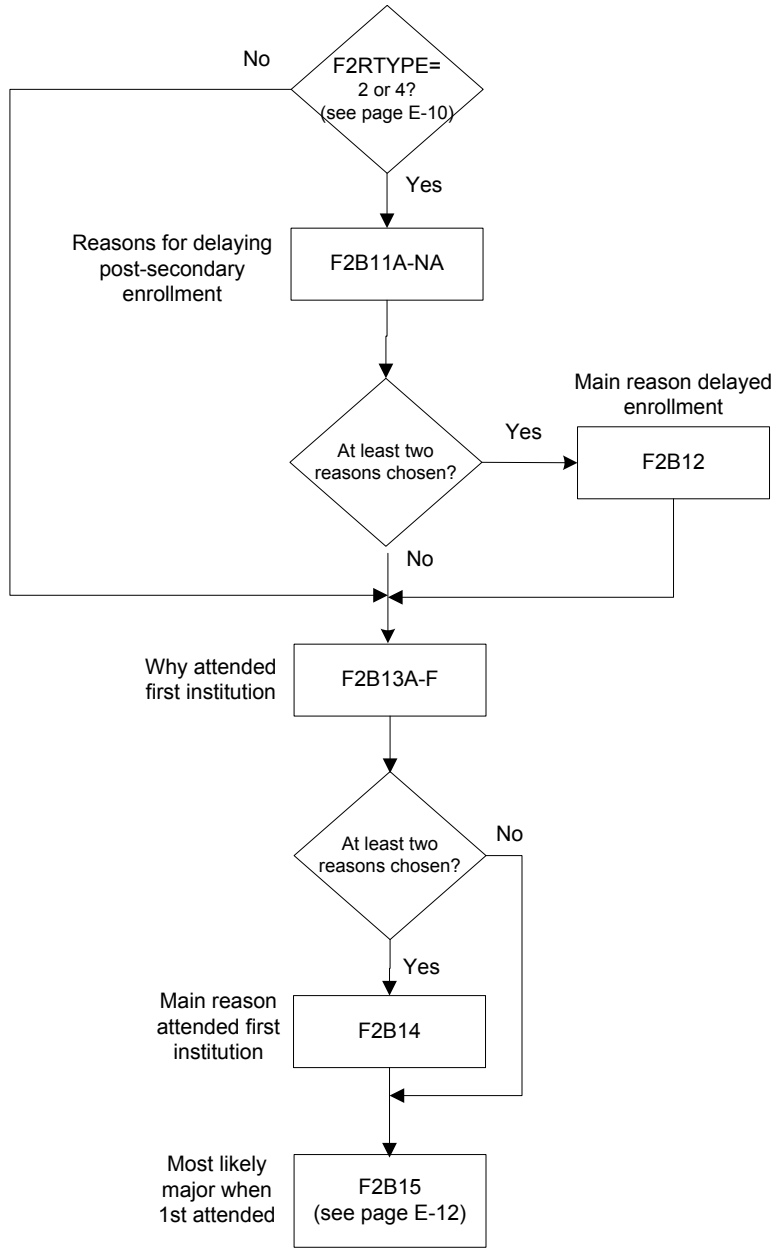 No
F2RTYPE=
2 or 4?
(see page E-10)
Yes
Reasons for delaying
post-secondary
enrollment
F2B11A-NA
Main reason delayed
enrollment
At least two
reasons chosen?
Yes
F2B12
No
Why attended
first institution
F2B13A-F
At least two
reasons chosen?
No
Yes
Main reason
attended first
institution
F2B14
Most likely
major when
1st attended
F2B15
(see page E-12)